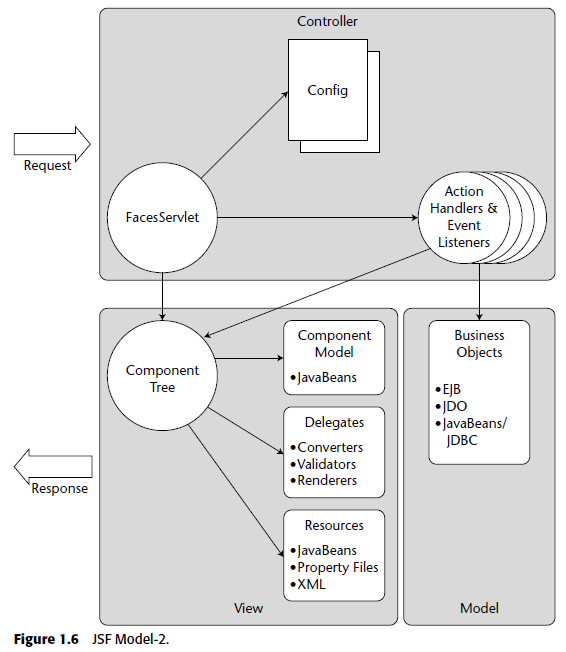 Controller
Config
Request
FacesServlet
Action
Handlers &
Event
Listeners
Component
Tree
Component
Model
•JavaBeans
Business
Objects
•EJB
•JDO
•JavaBeans/
JDBC
Delegates
•Converters
•Validators
•Renderers
Response
Resources
•JavaBeans
•Property Files
•XML
View
Model
Figure 1.6 JSF Model-2.